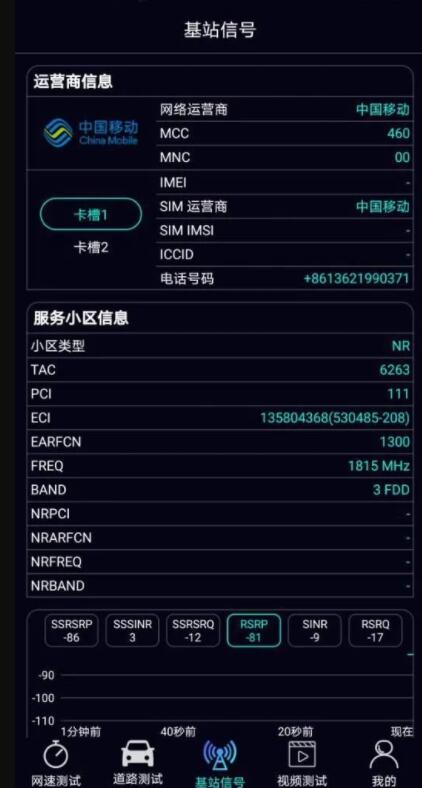 基站信号
运营商信息
中国移动
China Mobile
网络运营商 中国移动
MCC 460
MNC 00
IMEI -
卡槽1
SIM 运营商 中国移动
SIM IMSI -
卡槽2
ICCID -
电话号码 +8613621990371
服务小区信息
小区类型 NR
TAC 6263
PCI 111
ECI 135804368(530485-208)
EARFCN 1300
FREQ 1815 MHz
BAND 3 FDD
NRPCI -
NRARFCN -
NRFREQ -
NRBAND -
SSRSRP SSSINR SSRSRQ RSRP SINR RSRQ
-86 3 -12 -81 -9 -17
-90
-100
-110
1分钟前 40秒前 20秒前 现在
网速测试 道路测试 基站信号 视频测试 我的